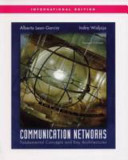 INTERNATIONAL EDITION
Alberto Leon-Garcia
Indra Widjaja
COMMUNICATION NETWORKS
Fundamental Concepts and Key Architectures